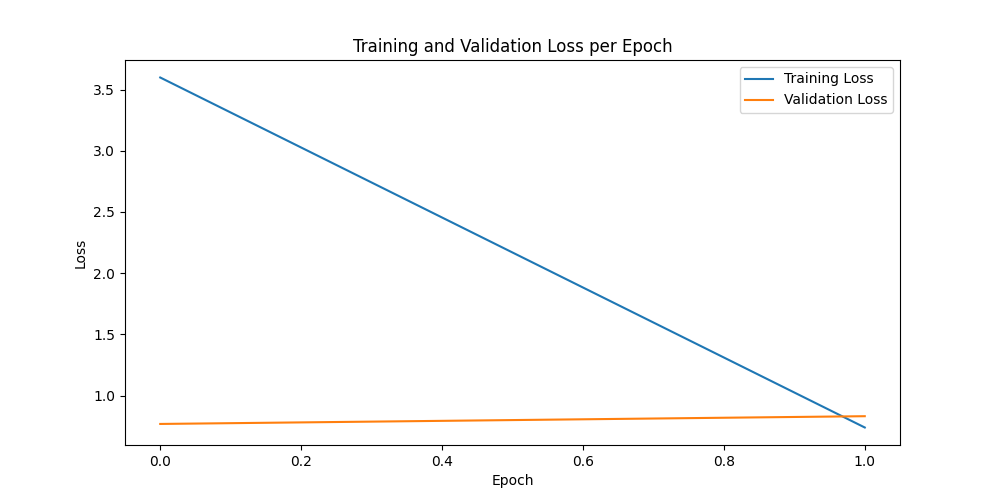 Training and Validation Loss per Epoch
Training Loss
Validation Loss
3.5
3.0
2.5
2.0
1.5
1.0
Loss
0.0 0.2 0.4 0.6 0.8 1.0
Epoch